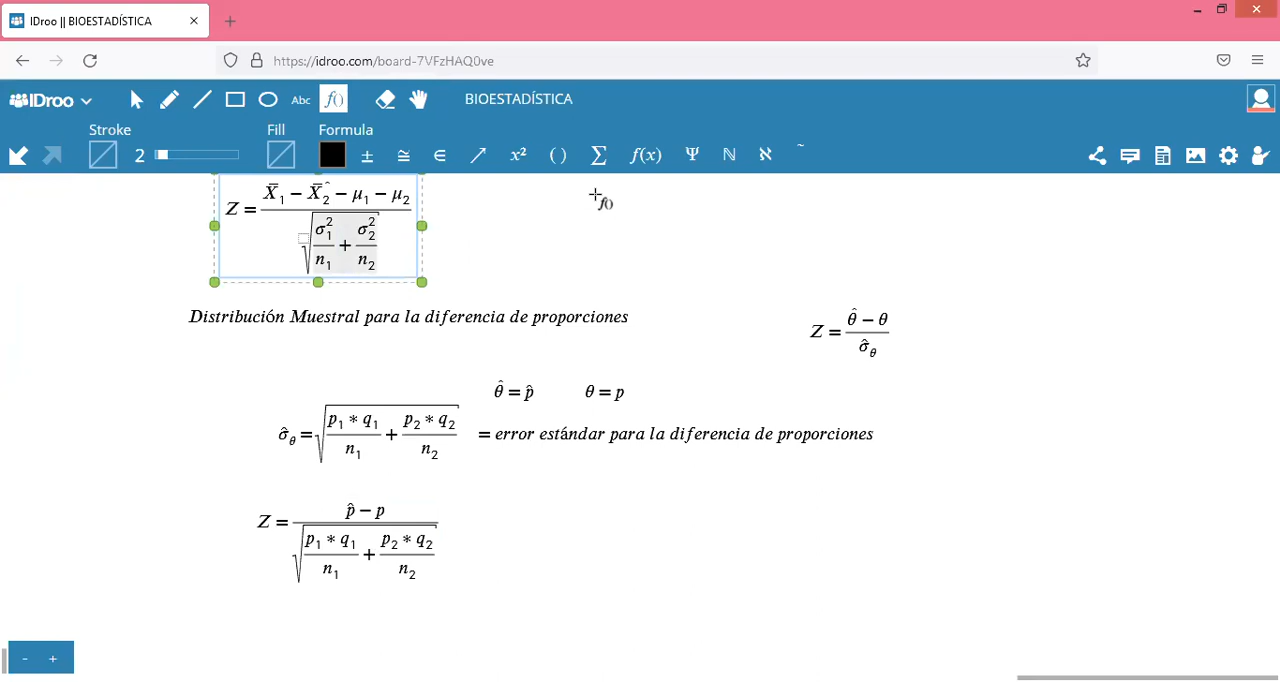 IDroo || BIOESTADÍSTICA
https://idroo.com/board-7VFzHAQ0ve
IDroo Abc f() BIOESTADÍSTICA
Stroke Fill Formula
2 ± ≅ ∈ ↗ x² ( ) ∑ f(x) Ψ ℕ ℵ ~
f()
Z = (X̄₁ − X̄₂^ − μ₁ − μ₂) / √(σ₁²/n₁ + σ₂²/n₂)
Distribución Muestral para la diferencia de proporciones
Z = (θ̂ − θ) / σ̂_θ
θ̂ = p̂ θ = p
σ̂_θ = √(p₁ * q₁/n₁ + p₂ * q₂/n₂) = error estándar para la diferencia de proporciones
Z = (p̂ − p) / √(p₁ * q₁/n₁ + p₂ * q₂/n₂)
- +